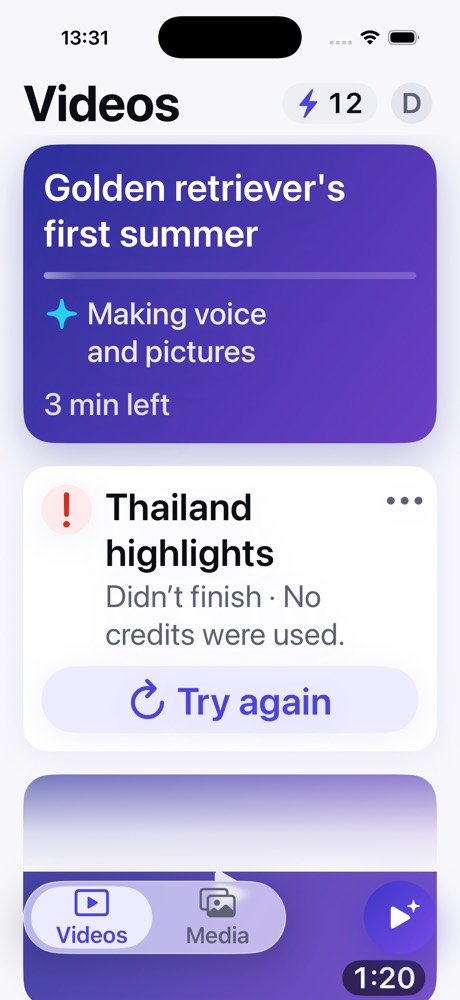 13:31
Videos
12
D
Golden retriever's
first summer
Making voice
and pictures
3 min left
Thailand
highlights
Didn’t finish · No
credits were used.
Try again
Videos
Media
1:20